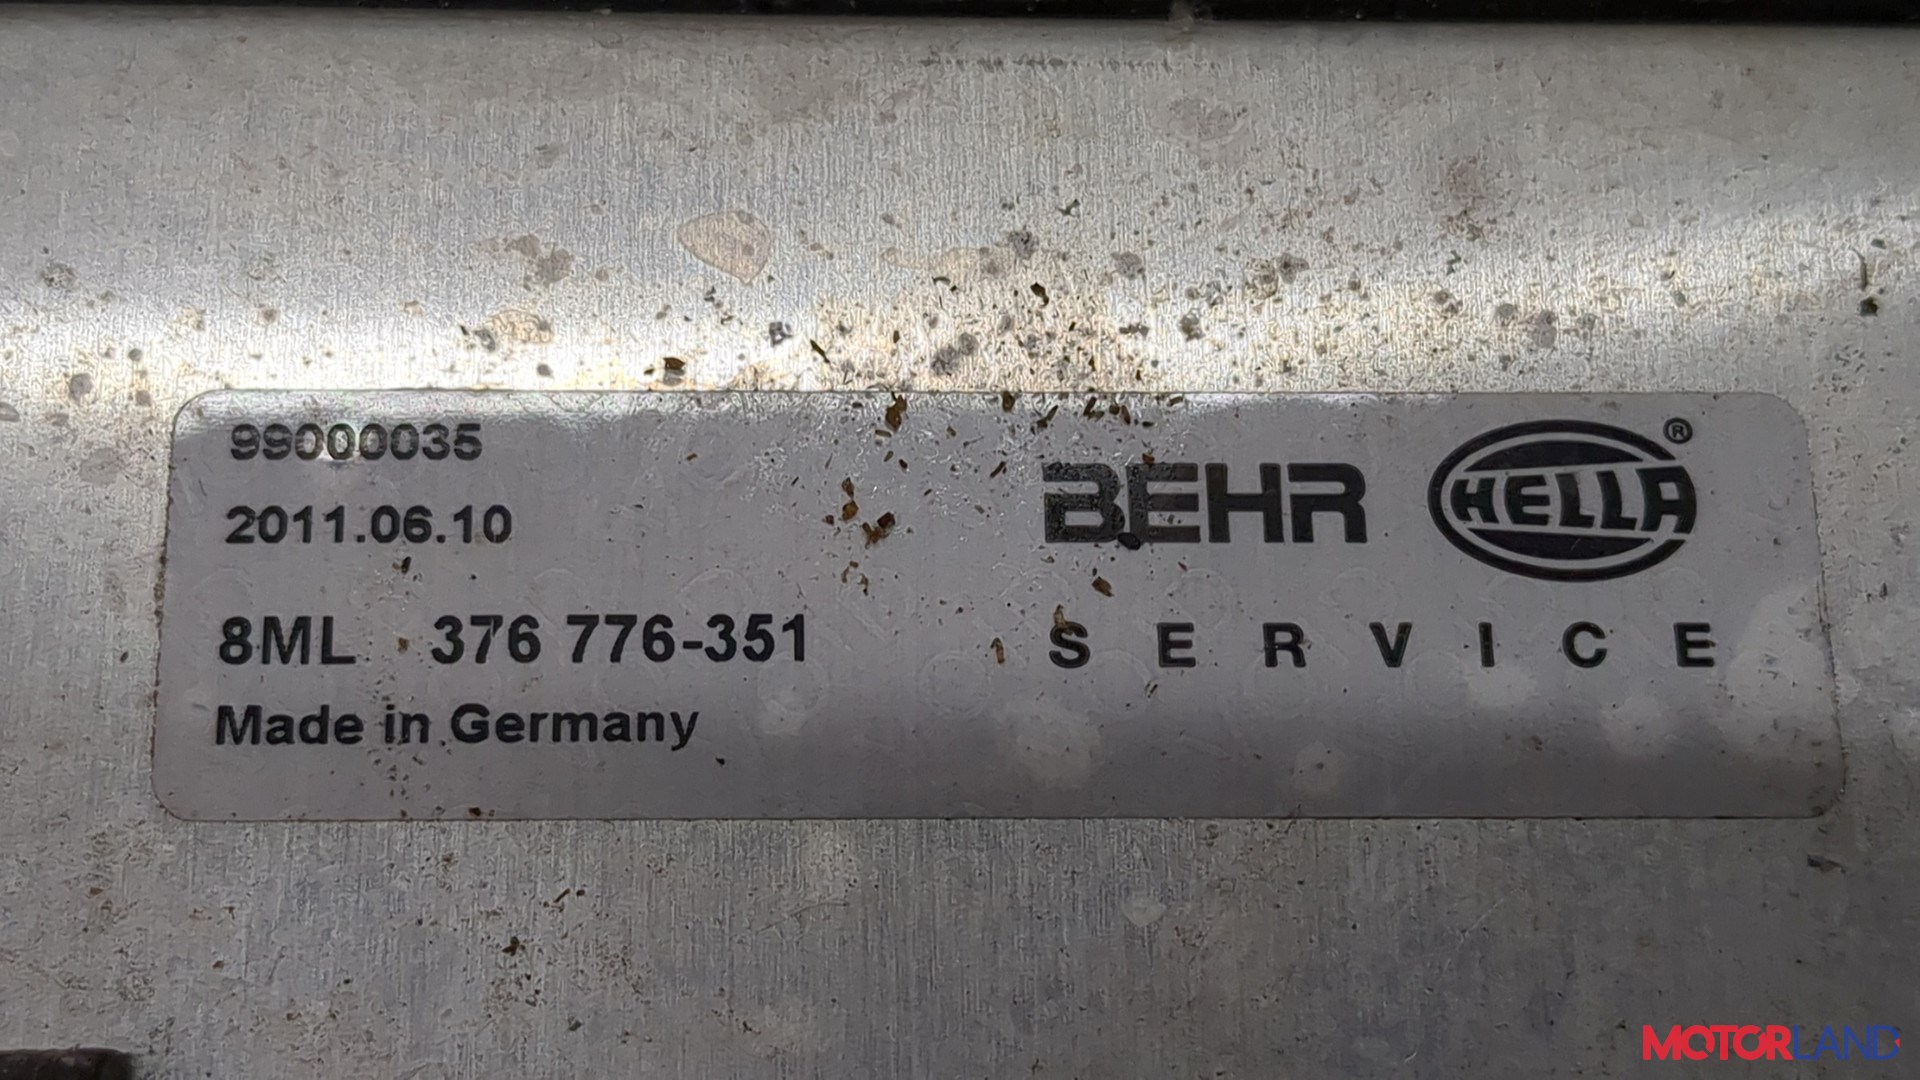 99000035
2011.06.10
8ML 376 776-351
Made in Germany
BEHR HELLA®
SERVICE
MOTORLAND